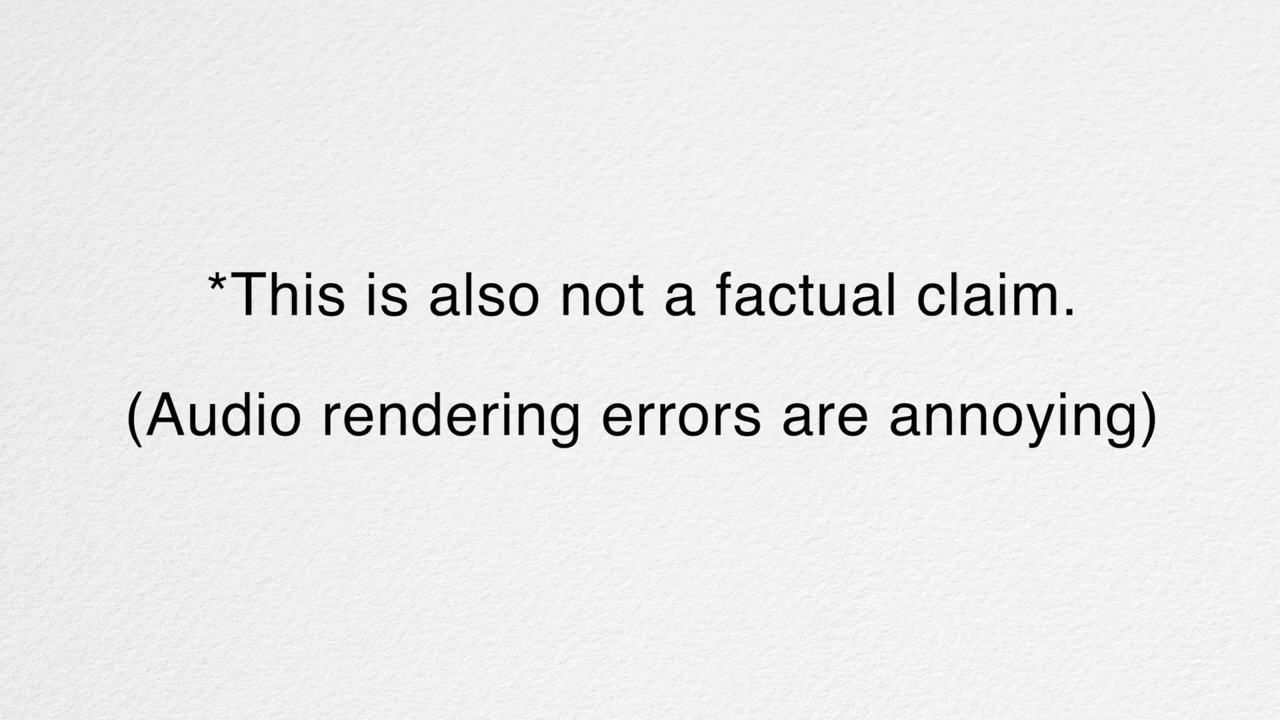 *This is also not a factual claim.
(Audio rendering errors are annoying)